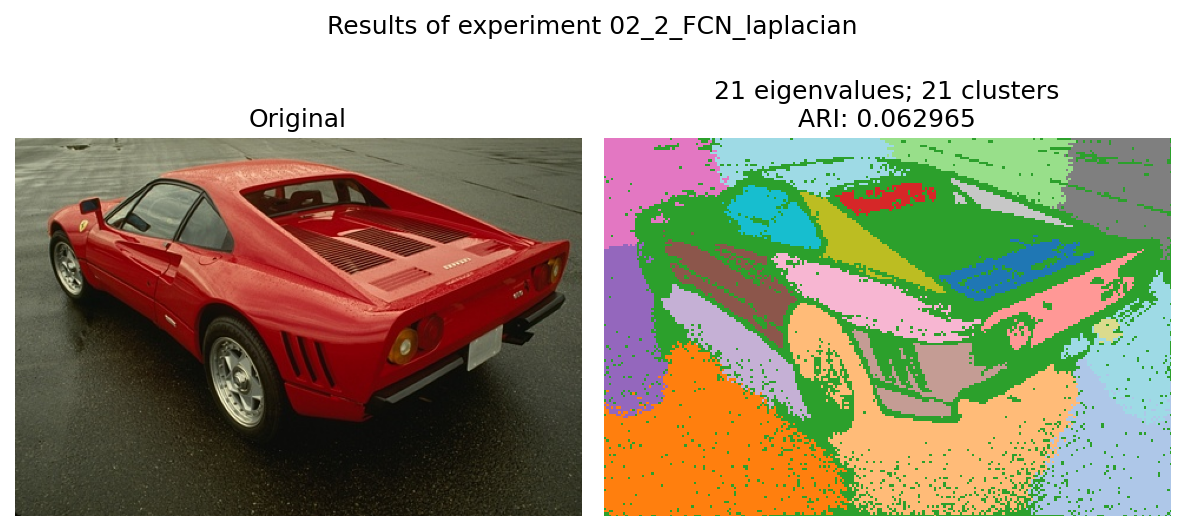 Results of experiment 02_2_FCN_laplacian
Original
21 eigenvalues; 21 clusters
ARI: 0.062965